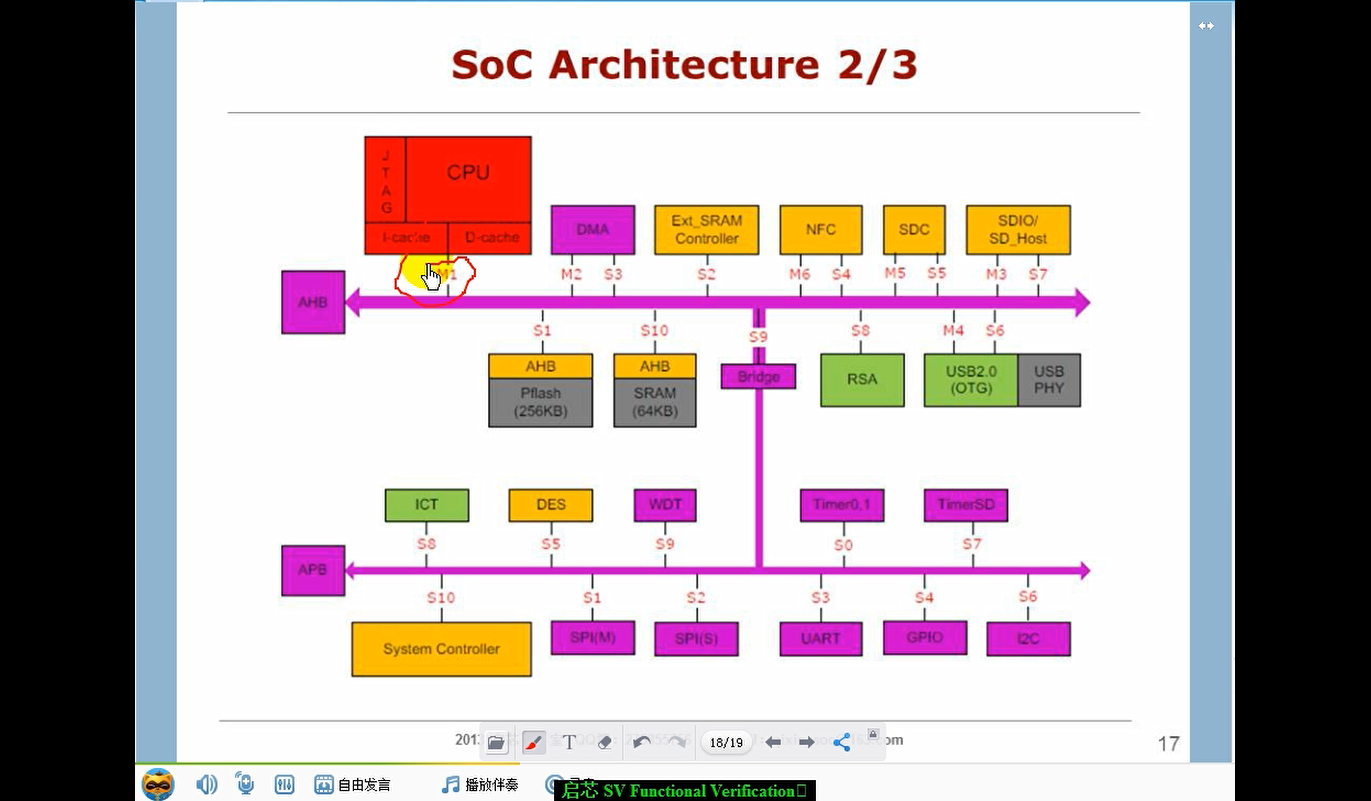 SoC Architecture 2/3
JTAG
CPU
I-cache
D-cache
DMA
Ext_SRAM
Controller
NFC
SDC
SDIO/
SD_Host
M1
M2
S3
S2
M6
S4
M5
S5
M3
S7
AHB
S1
S10
S9
S8
M4
S6
AHB
Pflash
(256KB)
AHB
SRAM
(64KB)
Bridge
RSA
USB2.0
(OTG)
USB
PHY
ICT
DES
WDT
Timer0,1
TimerSD
S8
S5
S9
S0
S7
APB
S10
S1
S2
S3
S4
S6
System Controller
SPI(M)
SPI(S)
UART
GPIO
I2C
T
18/19
17
自由发言
播放伴奏
启芯 SV Functional Verification